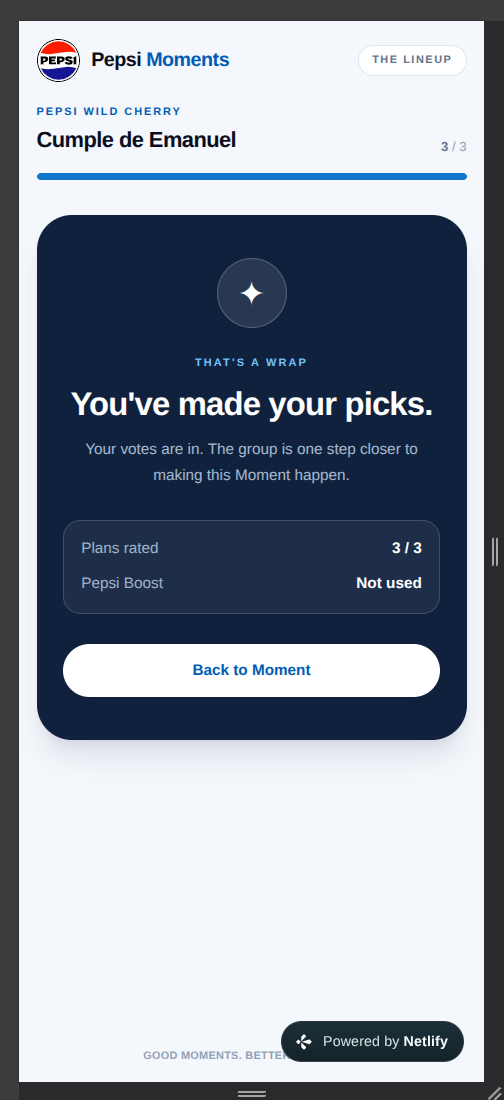 PEPSI
Pepsi Moments
THE LINEUP
PEPSI WILD CHERRY
Cumple de Emanuel
3 / 3
THAT'S A WRAP
You've made your picks.
Your votes are in. The group is one step closer to
making this Moment happen.
Plans rated 3 / 3
Pepsi Boost Not used
Back to Moment
GOOD MOMENTS.
Powered by Netlify